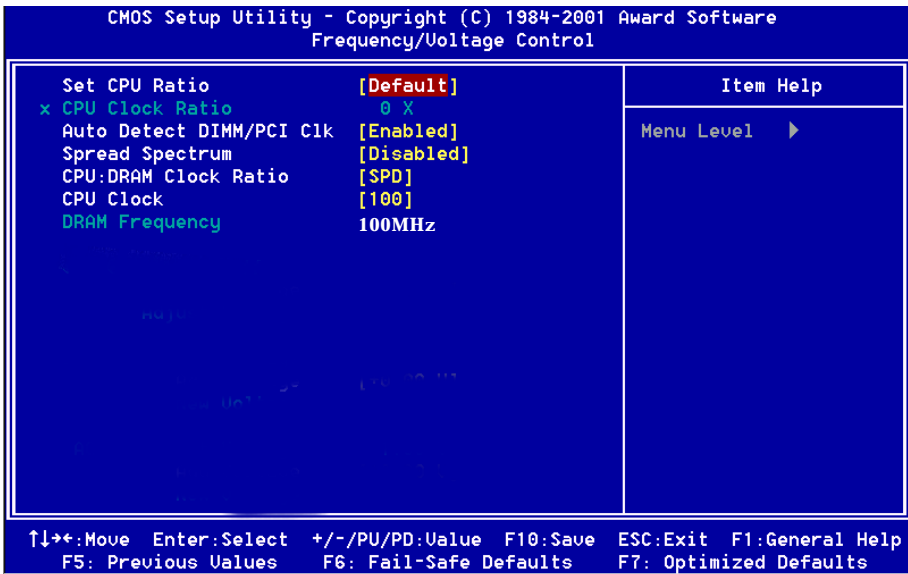 CMOS Setup Utility - Copyright (C) 1984-2001 Award Software
Frequency/Voltage Control
Set CPU Ratio [Default]
x CPU Clock Ratio 0 X
Auto Detect DIMM/PCI Clk [Enabled]
Spread Spectrum [Disabled]
CPU:DRAM Clock Ratio [SPD]
CPU Clock [100]
DRAM Frequency 100MHz
Item Help
Menu Level ▶
↑↓→←:Move Enter:Select +/-/PU/PD:Value F10:Save ESC:Exit F1:General Help
F5: Previous Values F6: Fail-Safe Defaults F7: Optimized Defaults